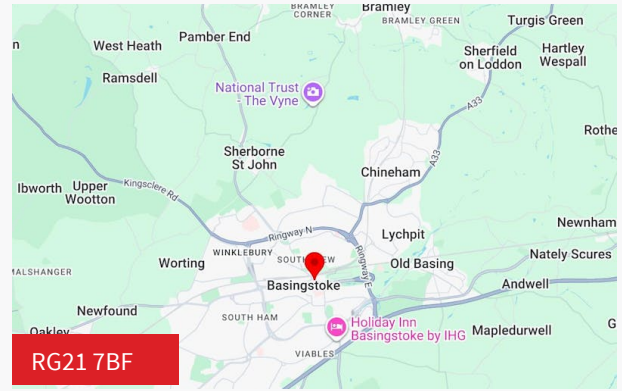 BRAMLEY
CORNER
Bramley
BRAMLEY GREEN
Turgis Green
n
West Heath
Pamber End
Sherfield
on Loddon
Hartley
Wespall
Ramsdell
National Trust
- The Vyne
A33
Rothe
Sherborne
St John
A33
Chineham
Ibworth
Upper
Wootton
Kingsclere Rd
Newnham
Ringway N
Lychpit
WINKLEBURY
Ringway E
Nately Scures
Worting
Old Basing
MALSHANGER
Andwell
Basingstoke
Newfound
SOUTH HAM
Holiday Inn
Basingstoke by IHG
Mapledurwell
G
Oakley
VIABLES
RG21 7BF